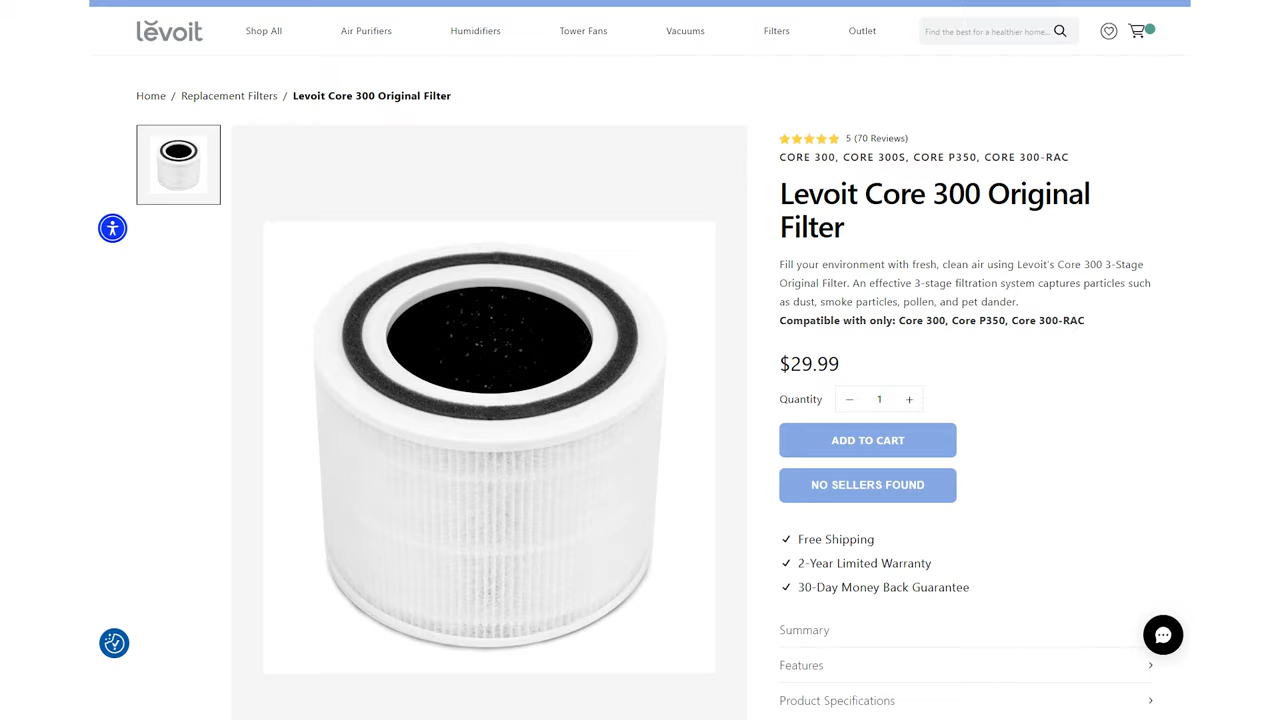 levoit
Shop All
Air Purifiers
Humidifiers
Tower Fans
Vacuums
Filters
Outlet
Find the best for a healthier home...
Home / Replacement Filters / Levoit Core 300 Original Filter
5 (70 Reviews)
CORE 300, CORE 300S, CORE P350, CORE 300-RAC
Levoit Core 300 Original
Filter
Fill your environment with fresh, clean air using Levoit's Core 300 3-Stage
Original Filter. An effective 3-stage filtration system captures particles such
as dust, smoke particles, pollen, and pet dander.
Compatible with only: Core 300, Core P350, Core 300-RAC
$29.99
Quantity − 1 +
ADD TO CART
NO SELLERS FOUND
Free Shipping
2-Year Limited Warranty
30-Day Money Back Guarantee
Summary
Features
Product Specifications